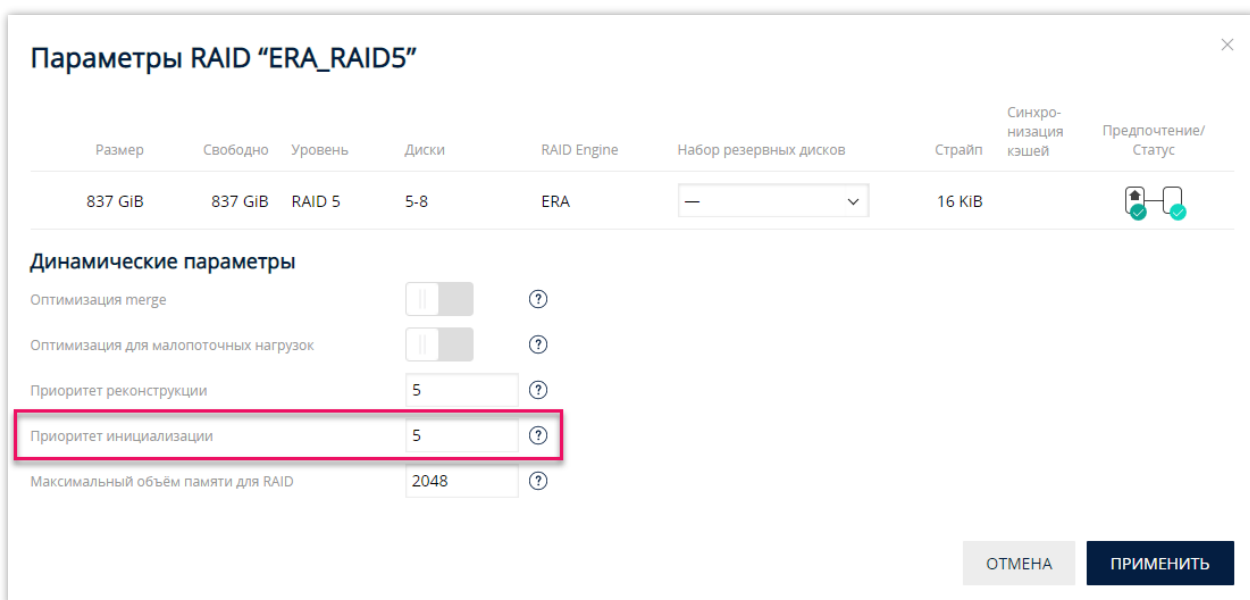 Параметры RAID “ERA_RAID5”
Размер Свободно Уровень Диски RAID Engine Набор резервных дисков Страйп Синхро-
низация
кэшей Предпочтение/
Статус
837 GiB 837 GiB RAID 5 5-8 ERA — 16 KiB
Динамические параметры
Оптимизация merge ?
Оптимизация для малопоточных нагрузок ?
Приоритет реконструкции 5 ?
Приоритет инициализации 5 ?
Максимальный объём памяти для RAID 2048 ?
ОТМЕНА ПРИМЕНИТЬ